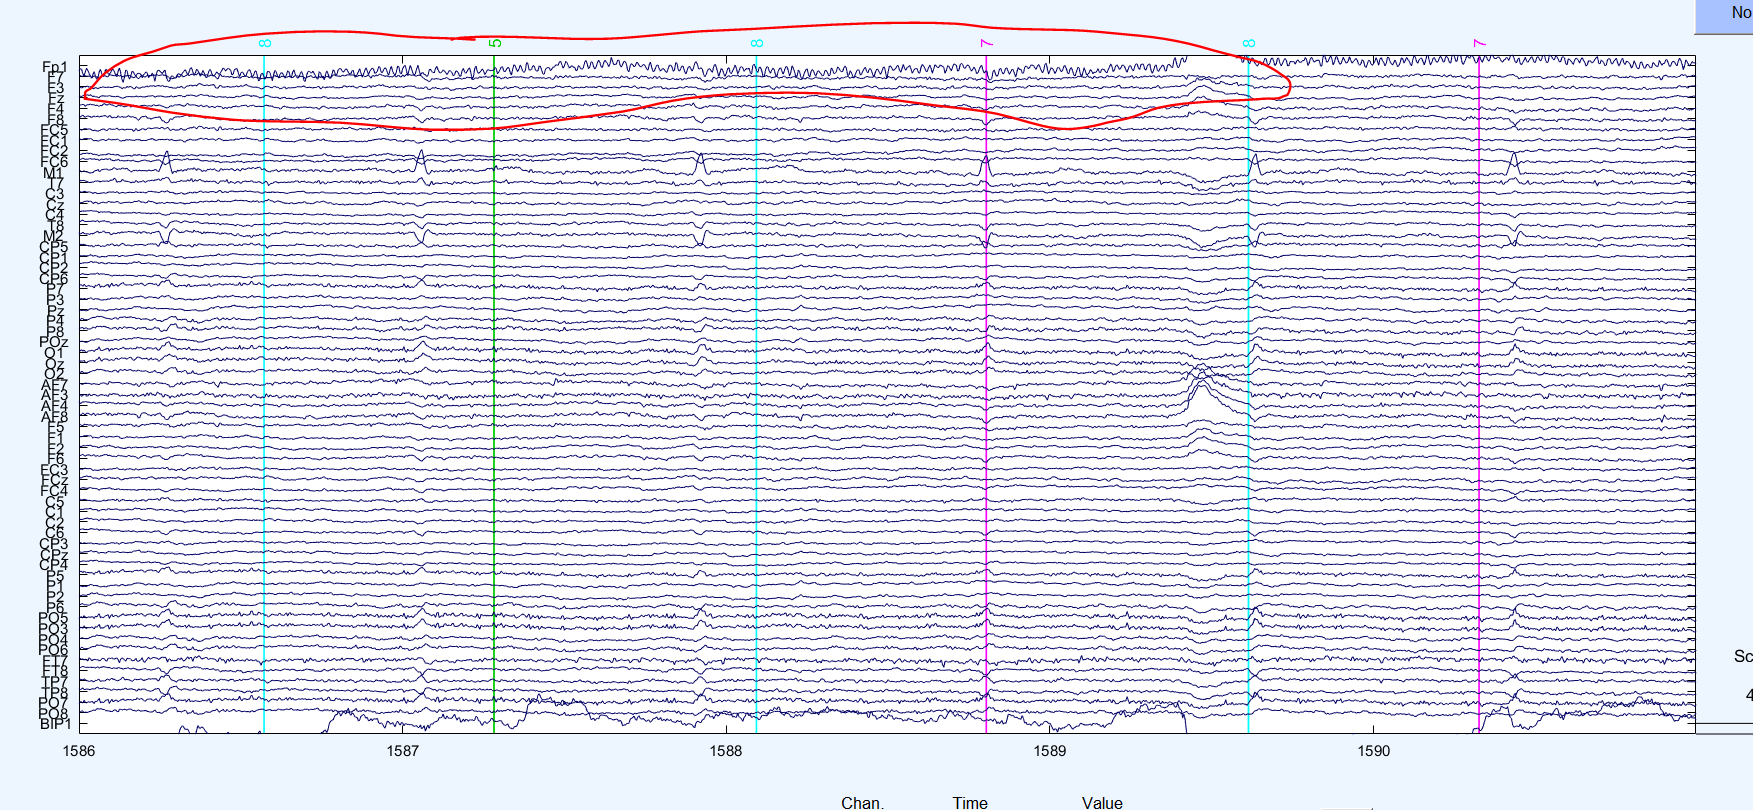 No
8
5
8
7
8
7
Fp1
F7
F3
Fz
F4
F8
FC5
FC1
FC2
FC6
M1
T7
C3
Cz
C4
T8
M2
CP5
CP1
CP2
CP6
P7
P3
Pz
P4
P8
POz
O1
Oz
O2
AF7
AF3
AF4
AF8
F5
F1
F2
F6
FC3
FCz
FC4
C5
C1
C2
C6
CP3
CPz
CP4
P5
P1
P2
P6
PO5
PO3
PO4
PO6
FT7
FT8
TP7
TP8
PO7
PO8
BIP1
Sc
4
1586 1587 1588 1589 1590
Chan. Time Value